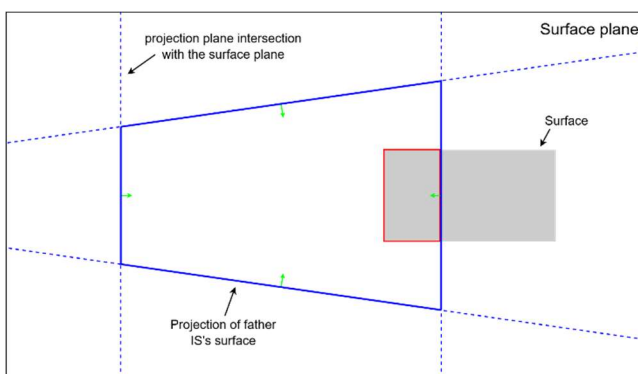 Surface plane
projection plane intersection
with the surface plane
Surface
Projection of father
IS's surface